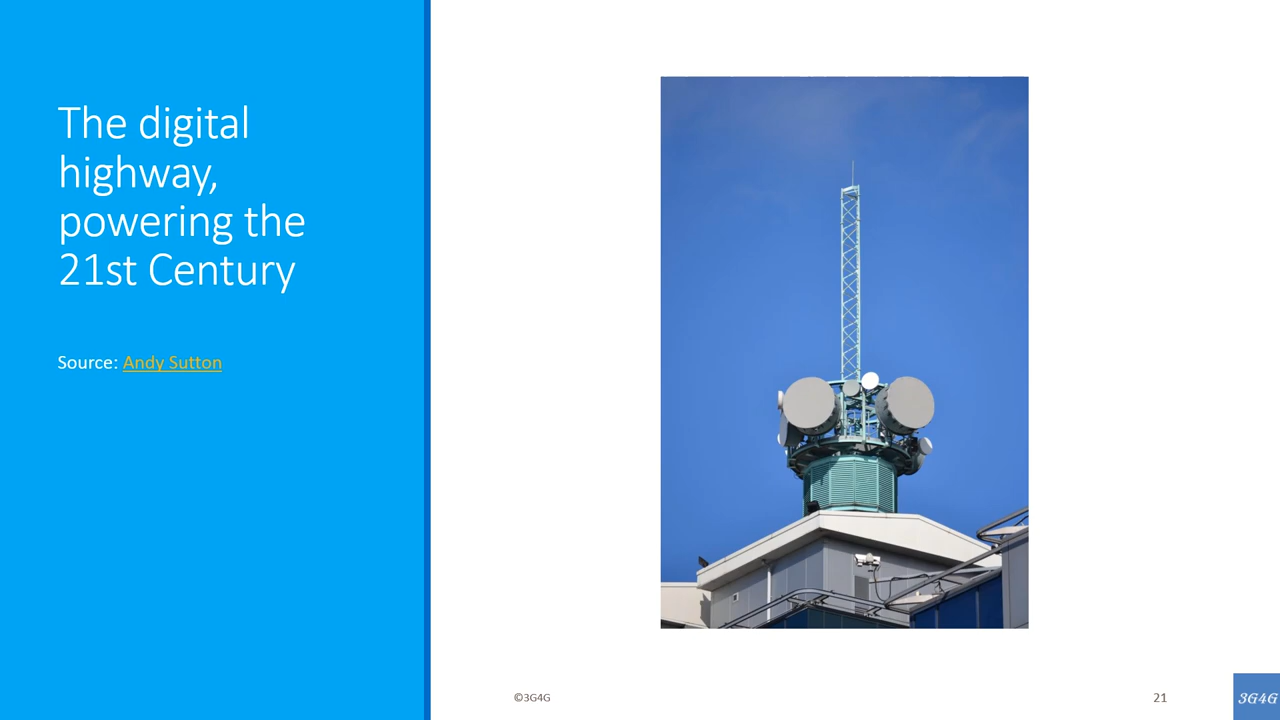 The digital
highway,
powering the
21st Century
Source: Andy Sutton
©3G4G
21
3G4G